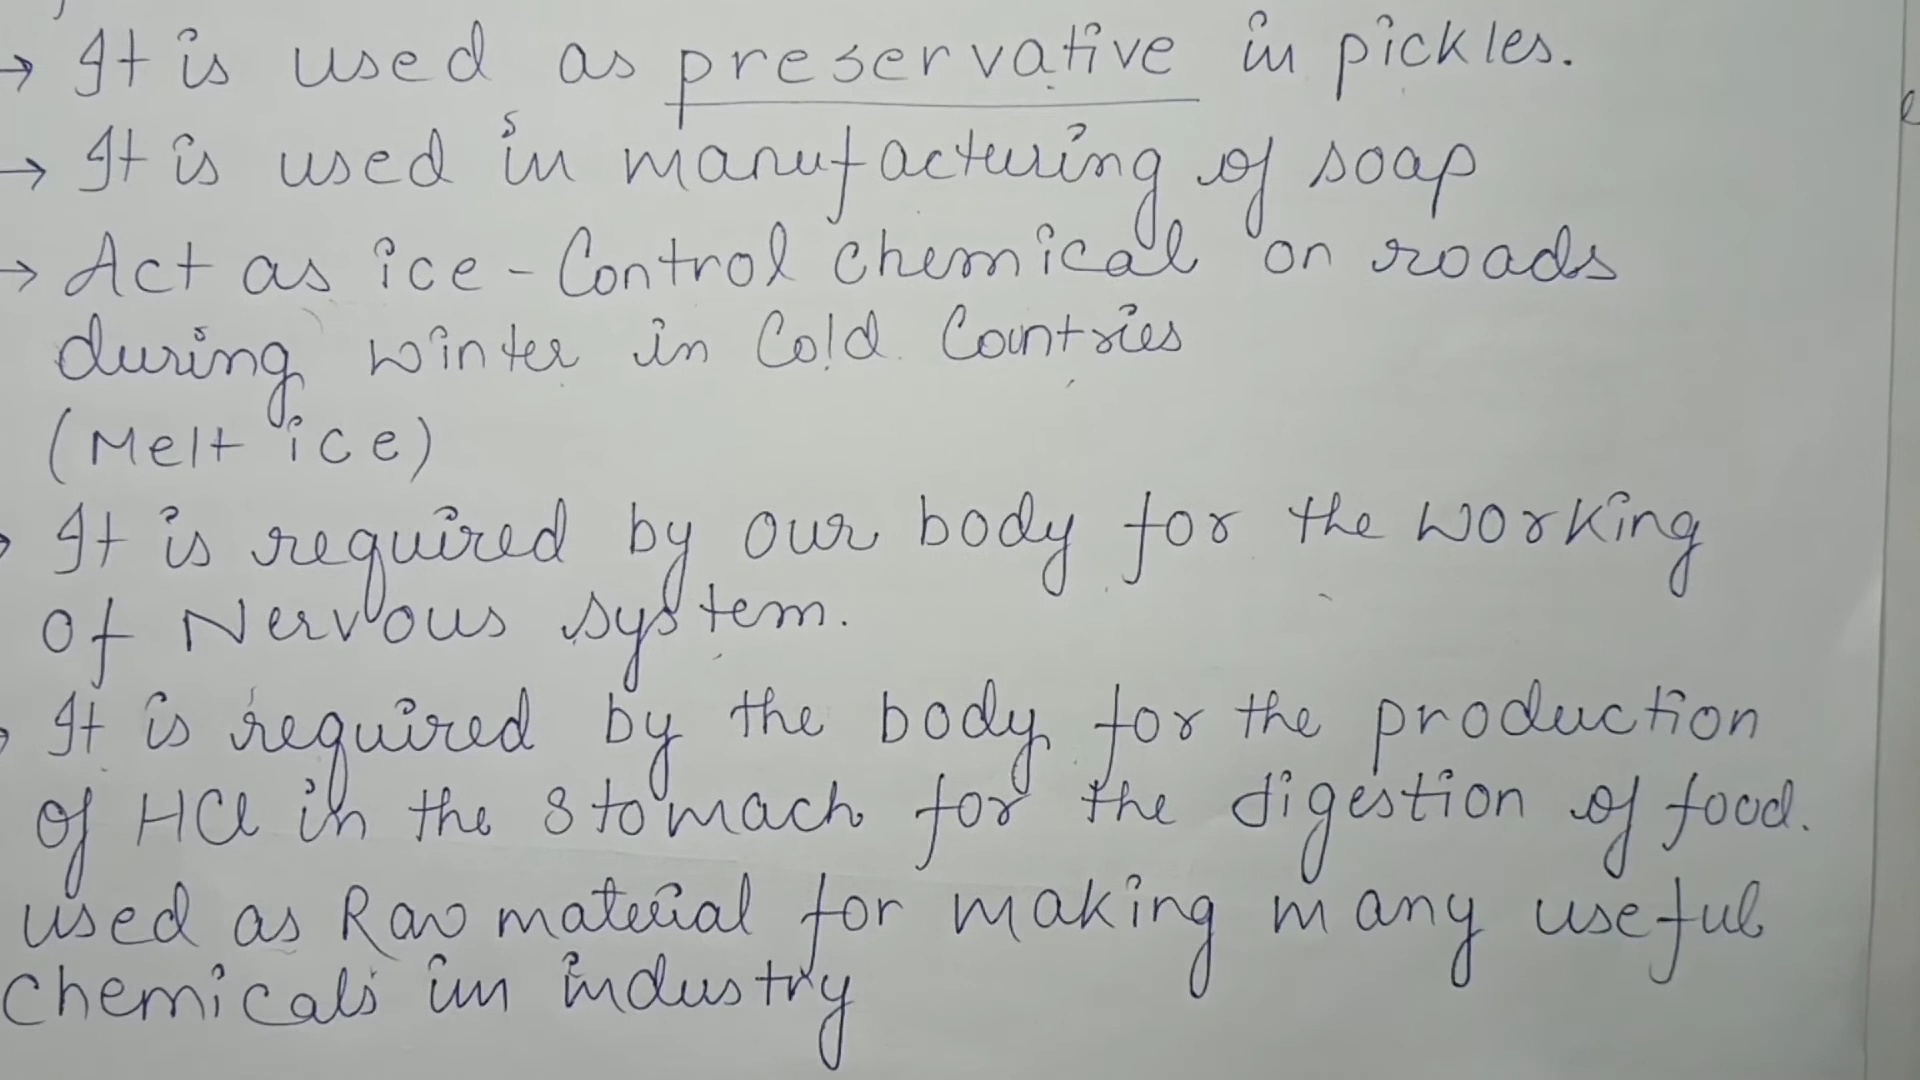 → It is used as preservative in pickles.
→ It is used in manufacturing of soap
→ Act as ice-Control chemical on roads
during winter in Cold Countries
(Melt ice)
It is required by our body for the working
of Nervous system.
It is required by the body for the production
of HCl in the stomach for the digestion of food.
used as Raw material for making many useful
Chemicals in industry